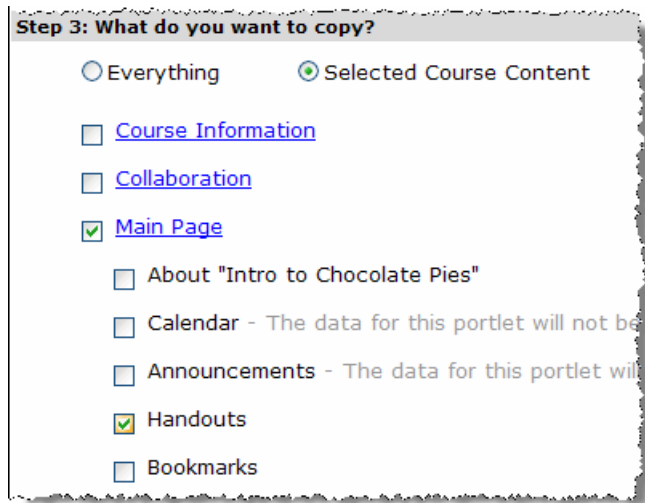 Step 3: What do you want to copy?
Everything Selected Course Content
Course Information
Collaboration
Main Page
About "Intro to Chocolate Pies"
Calendar - The data for this portlet will not be
Announcements - The data for this portlet wil
Handouts
Bookmarks